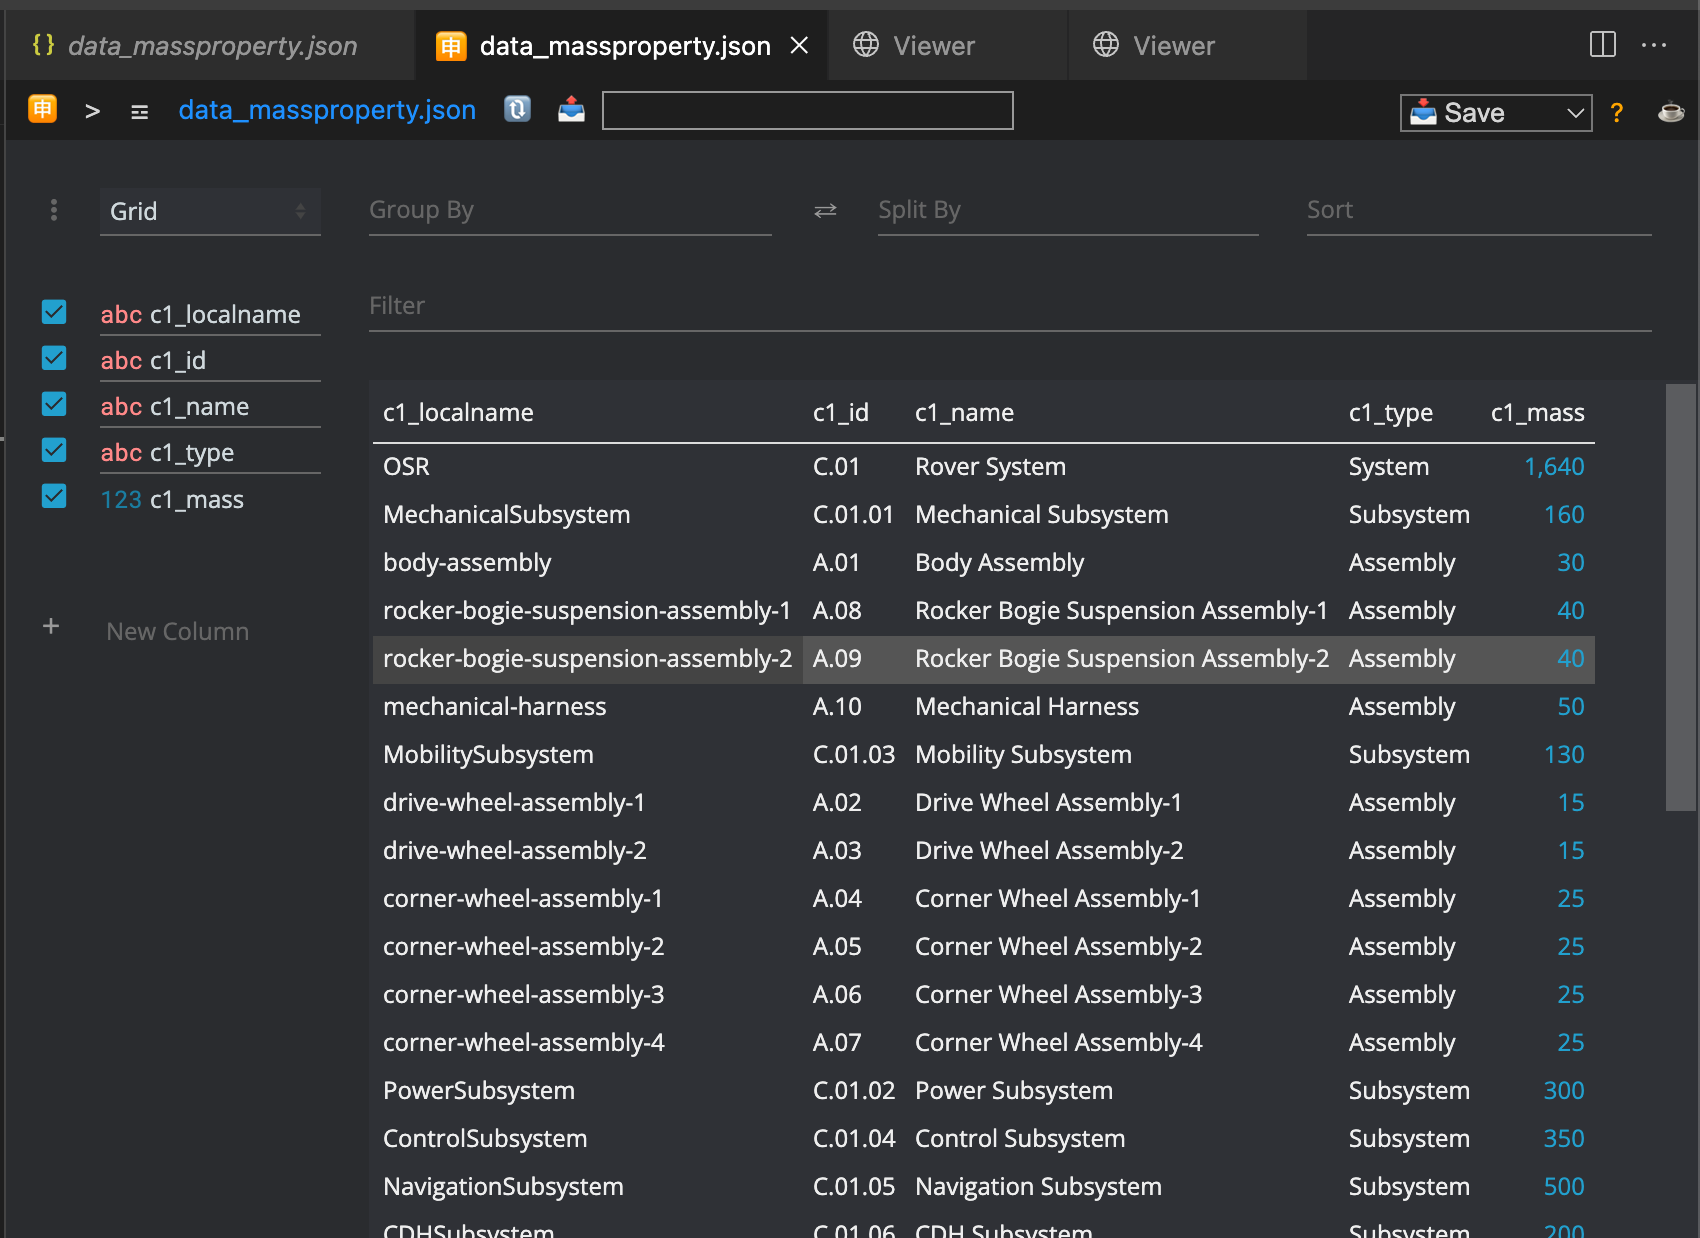 {} data_massproperty.json
申 data_massproperty.json
Viewer
Viewer
申 > data_massproperty.json
Save
?
Grid
Group By
Split By
Sort
Filter
abc c1_localname
abc c1_id
abc c1_name
abc c1_type
123 c1_mass
+ New Column
c1_localname c1_id c1_name c1_type c1_mass
OSR C.01 Rover System System 1,640
MechanicalSubsystem C.01.01 Mechanical Subsystem Subsystem 160
body-assembly A.01 Body Assembly Assembly 30
rocker-bogie-suspension-assembly-1 A.08 Rocker Bogie Suspension Assembly-1 Assembly 40
rocker-bogie-suspension-assembly-2 A.09 Rocker Bogie Suspension Assembly-2 Assembly 40
mechanical-harness A.10 Mechanical Harness Assembly 50
MobilitySubsystem C.01.03 Mobility Subsystem Subsystem 130
drive-wheel-assembly-1 A.02 Drive Wheel Assembly-1 Assembly 15
drive-wheel-assembly-2 A.03 Drive Wheel Assembly-2 Assembly 15
corner-wheel-assembly-1 A.04 Corner Wheel Assembly-1 Assembly 25
corner-wheel-assembly-2 A.05 Corner Wheel Assembly-2 Assembly 25
corner-wheel-assembly-3 A.06 Corner Wheel Assembly-3 Assembly 25
corner-wheel-assembly-4 A.07 Corner Wheel Assembly-4 Assembly 25
PowerSubsystem C.01.02 Power Subsystem Subsystem 300
ControlSubsystem C.01.04 Control Subsystem Subsystem 350
NavigationSubsystem C.01.05 Navigation Subsystem Subsystem 500
CDHSubsystem C.01.06 CDH Subsystem Subsystem 200